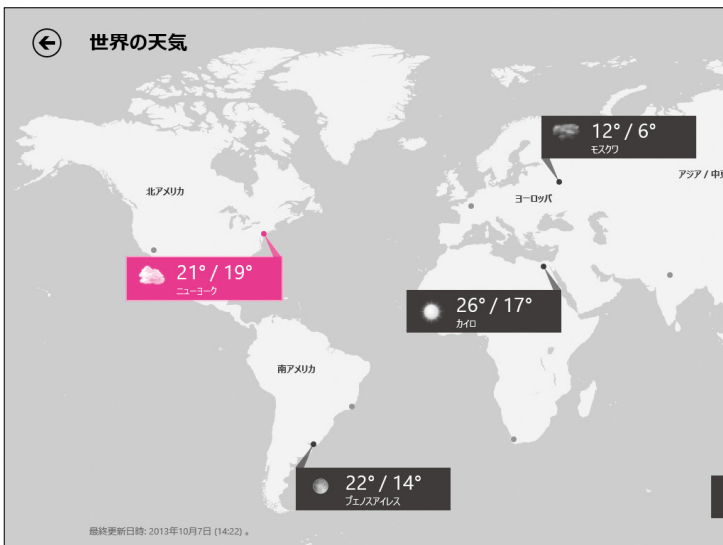 世界の天気
12° / 6°
モスクワ
アジア / 中東
北アメリカ
ヨーロッパ
21° / 19°
ニューヨーク
26° / 17°
カイロ
南アメリカ
22° / 14°
ブエノスアイレス
最終更新日時: 2013年10月7日 (14:22) 。